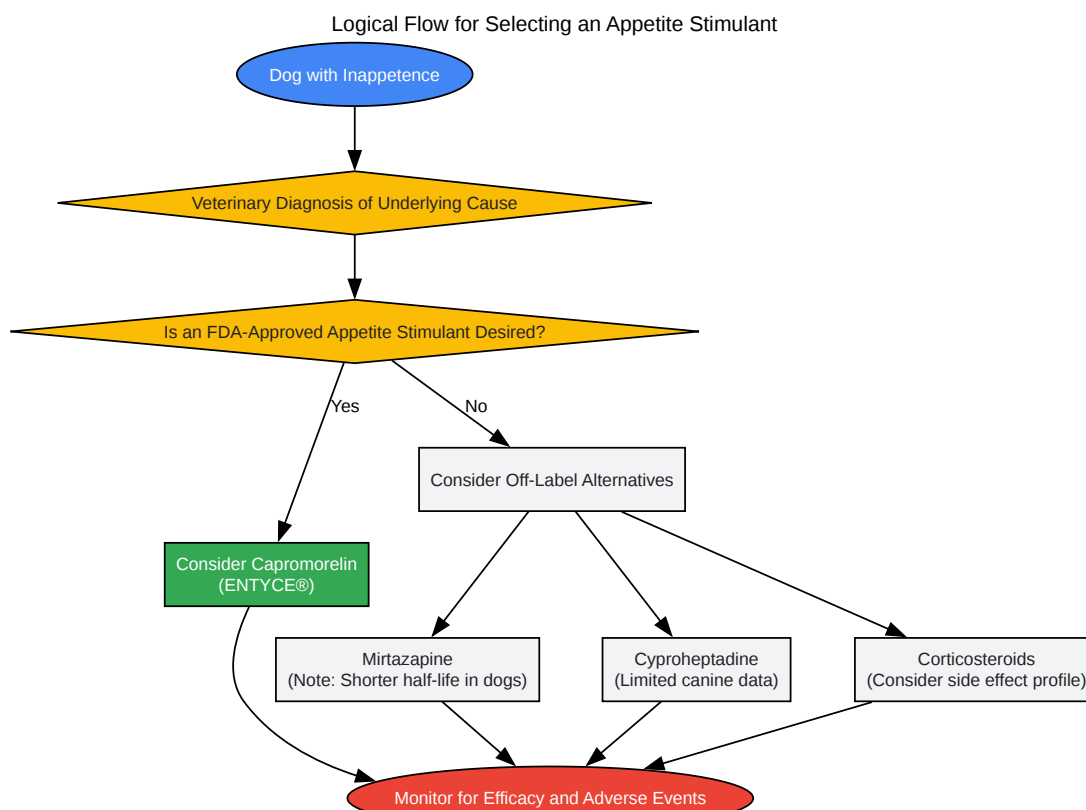 Logical Flow for Selecting an Appetite Stimulant
Dog with Inappetence
Veterinary Diagnosis of Underlying Cause
Is an FDA-Approved Appetite Stimulant Desired?
Yes
No
Consider Off-Label Alternatives
Consider Capromorelin
(ENTYCE®)
Mirtazapine
(Note: Shorter half-life in dogs)
Cyproheptadine
(Limited canine data)
Corticosteroids
(Consider side effect profile)
Monitor for Efficacy and Adverse Events